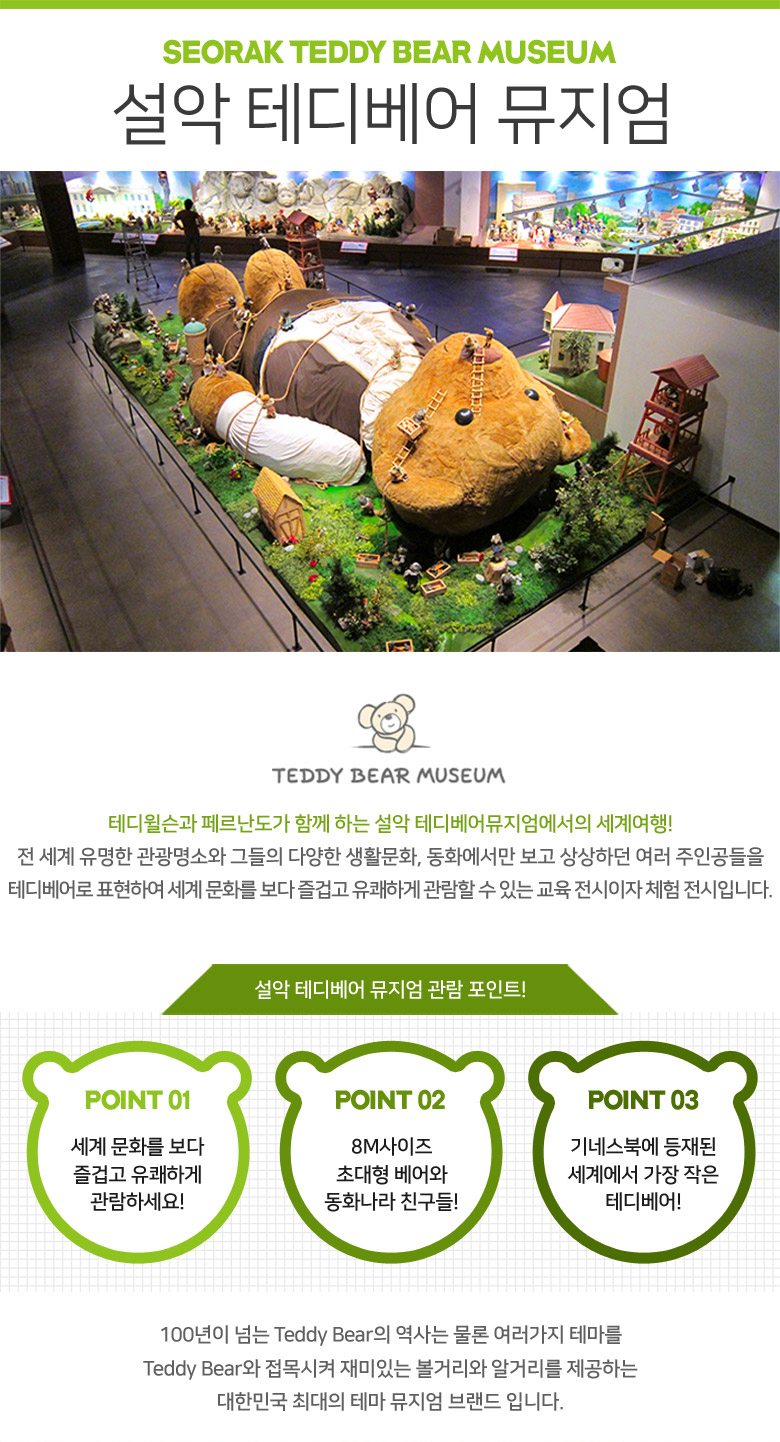 SEORAK TEDDY BEAR MUSEUM
설악 테디베어 뮤지엄
TEDDY BEAR MUSEUM
테디윌슨과 페르난도가 함께 하는 설악 테디베어뮤지엄에서의 세계여행!
전 세계 유명한 관광명소와 그들의 다양한 생활문화, 동화에서만 보고 상상하던 여러 주인공들을
테디베어로 표현하여 세계 문화를 보다 즐겁고 유쾌하게 관람할 수 있는 교육 전시이자 체험 전시입니다.
설악 테디베어 뮤지엄 관람 포인트!
POINT 01
세계 문화를 보다
즐겁고 유쾌하게
관람하세요!
POINT 02
8M사이즈
초대형 베어와
동화나라 친구들!
POINT 03
기네스북에 등재된
세계에서 가장 작은
테디베어!
100년이 넘는 Teddy Bear의 역사는 물론 여러가지 테마를
Teddy Bear와 접목시켜 재미있는 볼거리와 알거리를 제공하는
대한민국 최대의 테마 뮤지엄 브랜드 입니다.